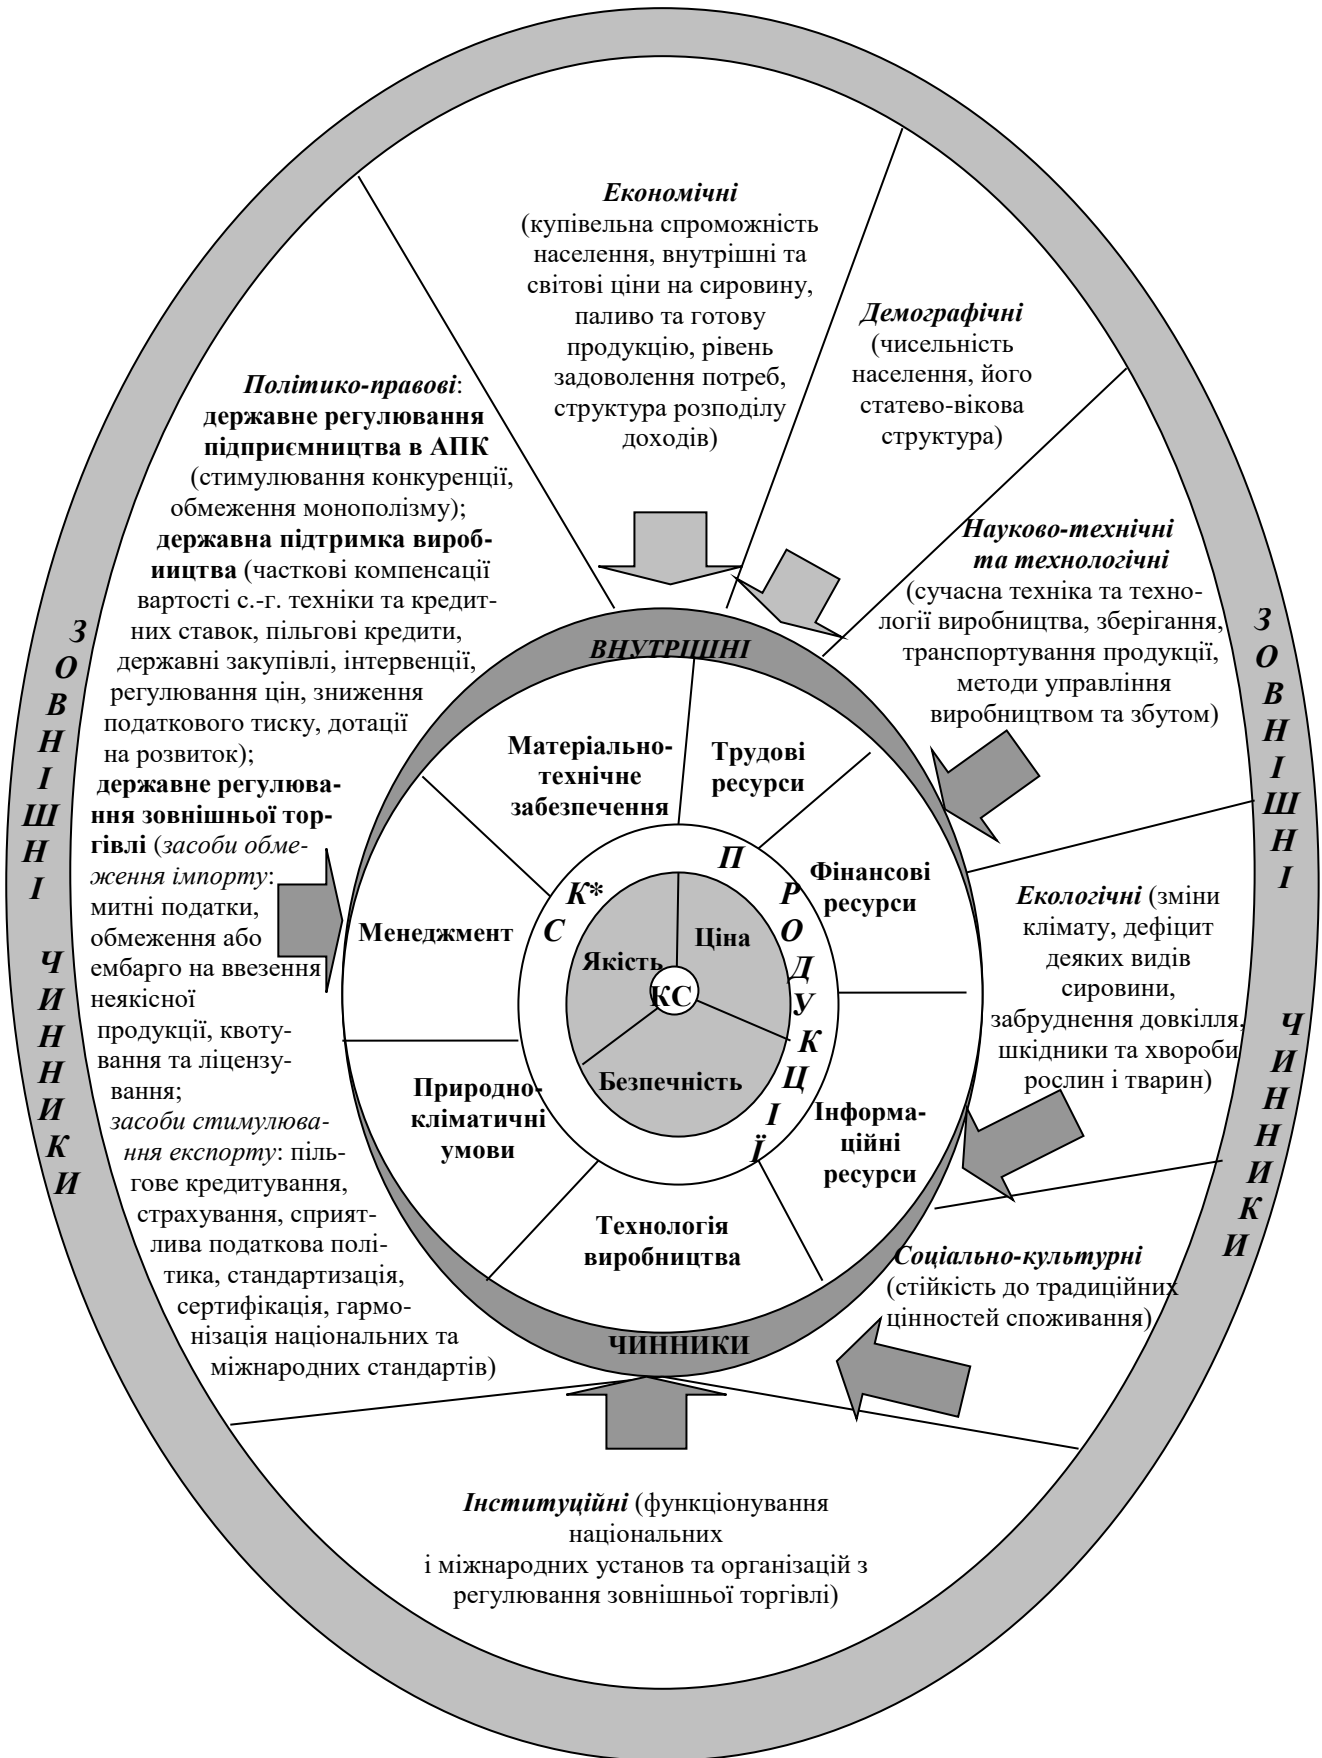 Економічні
(купівельна спроможність
населення, внутрішні та
світові ціни на сировину,
паливо та готову
продукцію, рівень
задоволення потреб,
структура розподілу
доходів)
Демографічні
(чисельність
населення, його
статево-вікова
структура)
Політико-правові:
державне регулювання
підприємництва в АПК
(стимулювання конкуренції,
обмеження монополізму);
державна підтримка вироб-
иицтва (часткові компенсації
вартості с.-г. техніки та кредит-
них ставок, пільгові кредити,
державні закупівлі, інтервенції,
регулювання цін, зниження
податкового тиску, дотації
на розвиток);
державне регулюва-
ння зовнішньої тор-
гівлі (засоби обме-
ження імпорту:
митні податки,
обмеження або
ембарго на ввезення
неякісної
продукції, квоту-
вання та ліцензу-
вання;
засоби стимулюва-
ння експорту: піль-
гове кредитування,
страхування, сприят-
лива податкова полі-
тика, стандартизація,
сертифікація, гармо-
нізація національних та
міжнародних стандартів)
Науково-технічні
та технологічні
(сучасна техніка та техно-
логії виробництва, зберігання,
транспортування продукції,
методи управління
виробництвом та збутом)
Екологічні (зміни
клімату, дефіцит
деяких видів
сировини,
забруднення довкілля,
шкідники та хвороби
рослин і тварин)
Соціально-культурні
(стійкість до традиційних
цінностей споживання)
Інституційні (функціонування
національних
і міжнародних установ та організацій з
регулювання зовнішньої торгівлі)
ЗОВНІШНІ ЧИННИКИ
ЗОВНІШНІ ЧИННИКИ
ВНУТРІШНІ
ЧИННИКИ
Матеріально-
технічне
забезпечення
Трудові
ресурси
Фінансові
ресурси
Інформа-
ційні
ресурси
Технологія
виробництва
Природно-
кліматичні
умови
Менеджмент
КС*
ПРОДУКЦІЇ
Ціна
Якість
КС
Безпечність